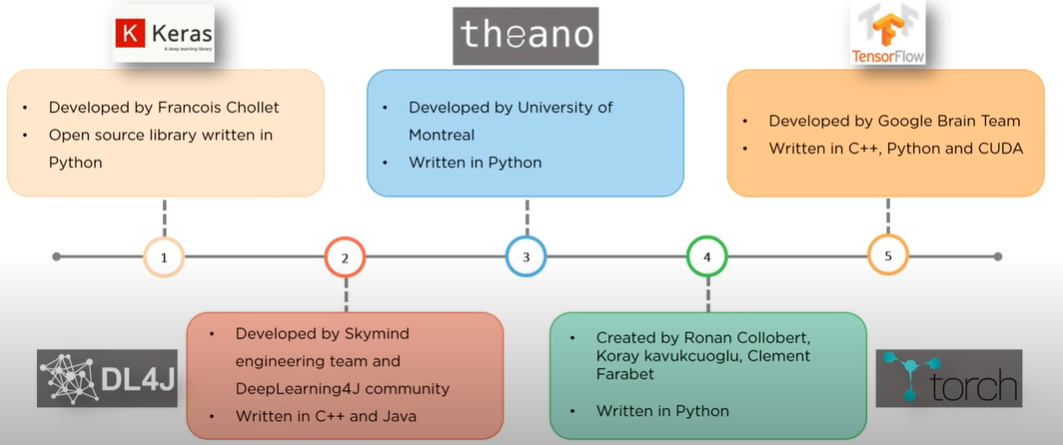 K Keras
A deep learning library
theano
TensorFlow
• Developed by Francois Chollet
• Open source library written in
Python
• Developed by University of
Montreal
• Written in Python
• Developed by Google Brain Team
• Written in C++, Python and CUDA
1
2
3
4
5
DL4J
• Developed by Skymind
engineering team and
DeepLearning4J community
• Written in C++ and Java
• Created by Ronan Collobert,
Koray kavukcuoglu, Clement
Farabet
• Written in Python
torch